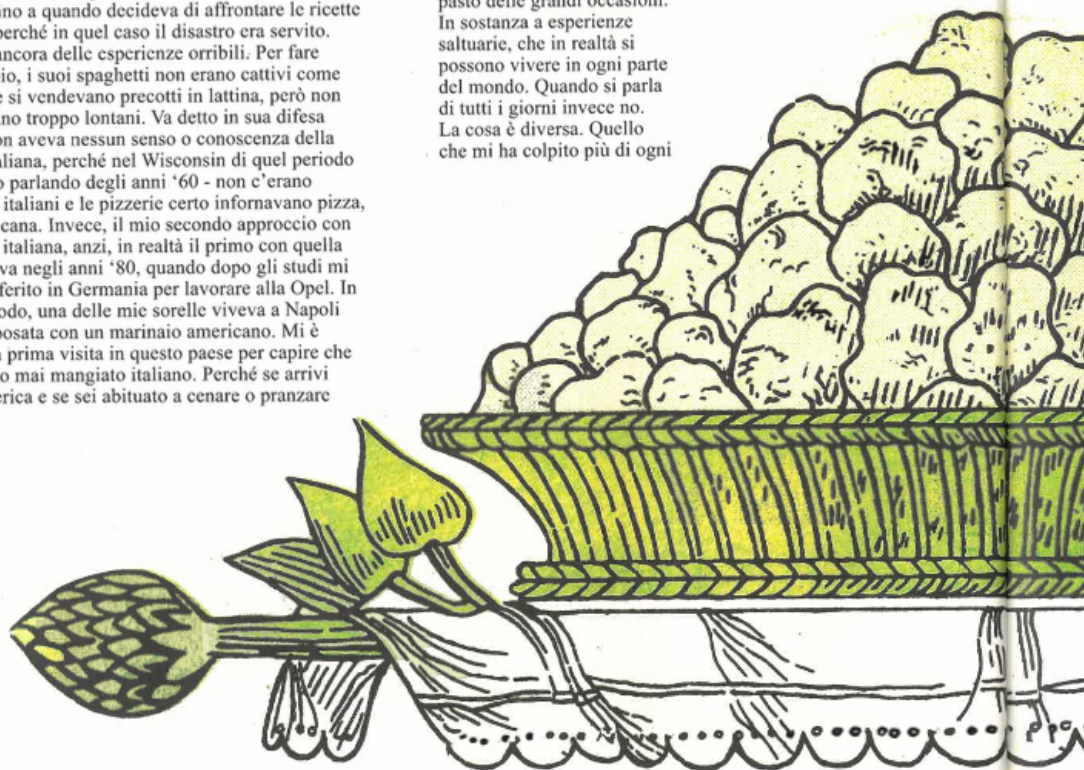 ino a quando decideva di affrontare le ricette
perché in quel caso il disastro era servito.
ancora delle esperienze orribili. Per fare
io, i suoi spaghetti non erano cattivi come
e si vendevano precotti in lattina, però non
ano troppo lontani. Va detto in sua difesa
on aveva nessun senso o conoscenza della
aliana, perché nel Wisconsin di quel periodo
o parlando degli anni ‘60 - non c’erano
italiani e le pizzerie certo infornavano pizza,
icana. Invece, il mio secondo approccio con
italiana, anzi, in realtà il primo con quella
va negli anni ‘80, quando dopo gli studi mi
sferito in Germania per lavorare alla Opel. In
odo, una delle mie sorelle viveva a Napoli
posata con un marinaio americano. Mi è
a prima visita in questo paese per capire che
o mai mangiato italiano. Perché se arrivi
erica e se sei abituato a cenare o pranzare
pasto delle grandi occasioni.
In sostanza a esperienze
saltuarie, che in realtà si
possono vivere in ogni parte
del mondo. Quando si parla
di tutti i giorni invece no.
La cosa è diversa. Quello
che mi ha colpito più di ogni